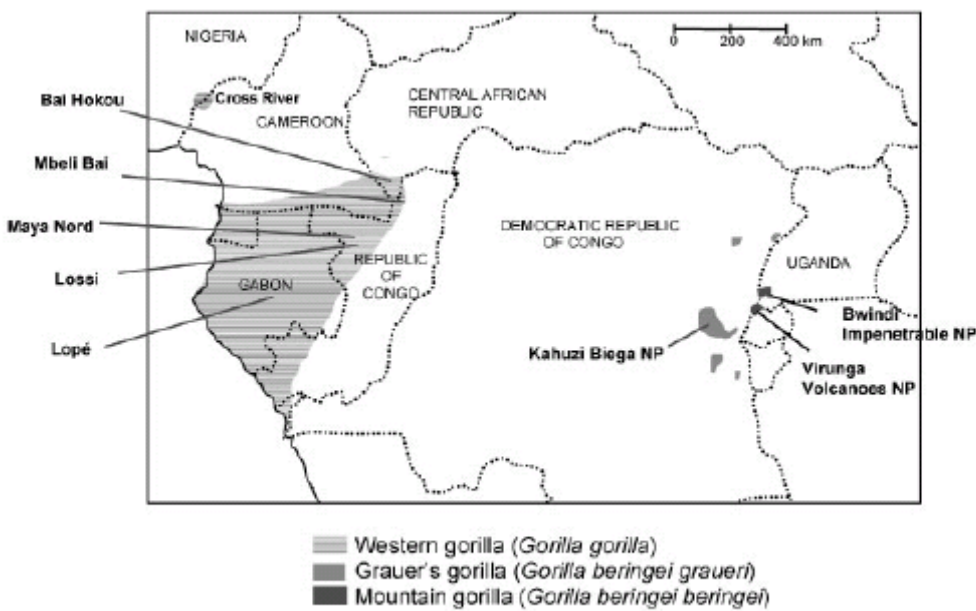 NIGERIA
0 200 400 km
Bai Hokou
Cross River
CENTRAL AFRICAN
REPUBLIC
CAMEROON
Mbeli Bai
Maya Nord
DEMOCRATIC REPUBLIC
OF CONGO
UGANDA
Lossi
REPUBLIC
OF
CONGO
GABON
Lopé
Kahuzi Biega NP
Bwindi
Impenetrable NP
Virunga
Volcanoes NP
Western gorilla (Gorilla gorilla)
Grauer's gorilla (Gorilla beringei graueri)
Mountain gorilla (Gorilla beringei beringei)